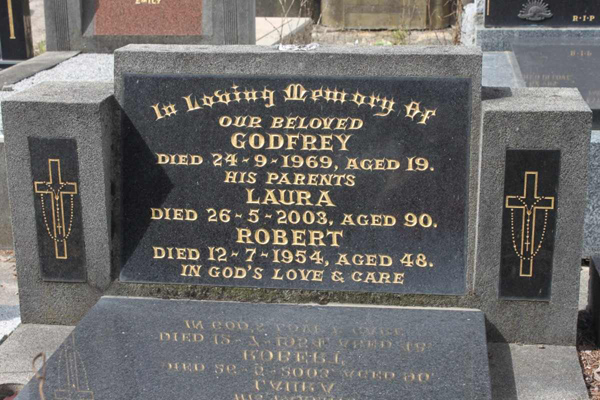 In Loving Memory Of
OUR BELOVED
GODFREY
DIED 24-9-1969, AGED 19.
HIS PARENTS
LAURA
DIED 26-5-2003, AGED 90.
ROBERT
DIED 12-7-1954, AGED 48.
IN GOD'S LOVE & CARE
R·I·P